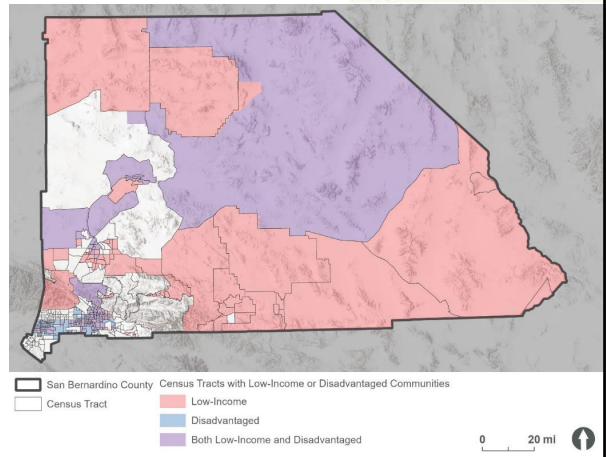 San Bernardino County
Census Tract
Census Tracts with Low-Income or Disadvantaged Communities
Low-Income
Disadvantaged
Both Low-Income and Disadvantaged
0 20 mi